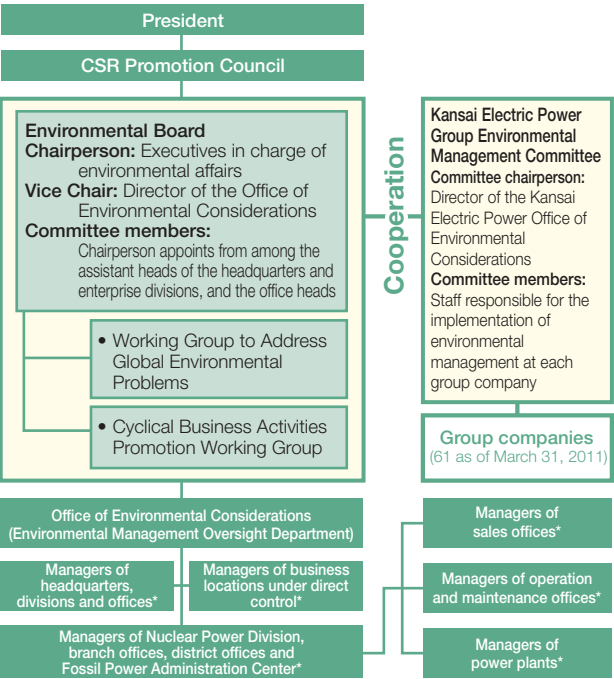 President
CSR Promotion Council
Environmental Board
Chairperson: Executives in charge of
environmental affairs
Vice Chair: Director of the Office of
Environmental Considerations
Committee members:
Chairperson appoints from among the
assistant heads of the headquarters and
enterprise divisions, and the office heads
• Working Group to Address
Global Environmental
Problems
• Cyclical Business Activities
Promotion Working Group
Cooperation
Kansai Electric Power
Group Environmental
Management Committee
Committee chairperson:
Director of the Kansai
Electric Power Office of
Environmental
Considerations
Committee members:
Staff responsible for the
implementation of
environmental
management at each
group company
Group companies
(61 as of March 31, 2011)
Office of Environmental Considerations
(Environmental Management Oversight Department)
Managers of
headquarters,
divisions and offices*
Managers of business
locations under direct
control*
Managers of Nuclear Power Division,
branch offices, district offices and
Fossil Power Administration Center*
Managers of
sales offices*
Managers of operation
and maintenance offices*
Managers of
power plants*